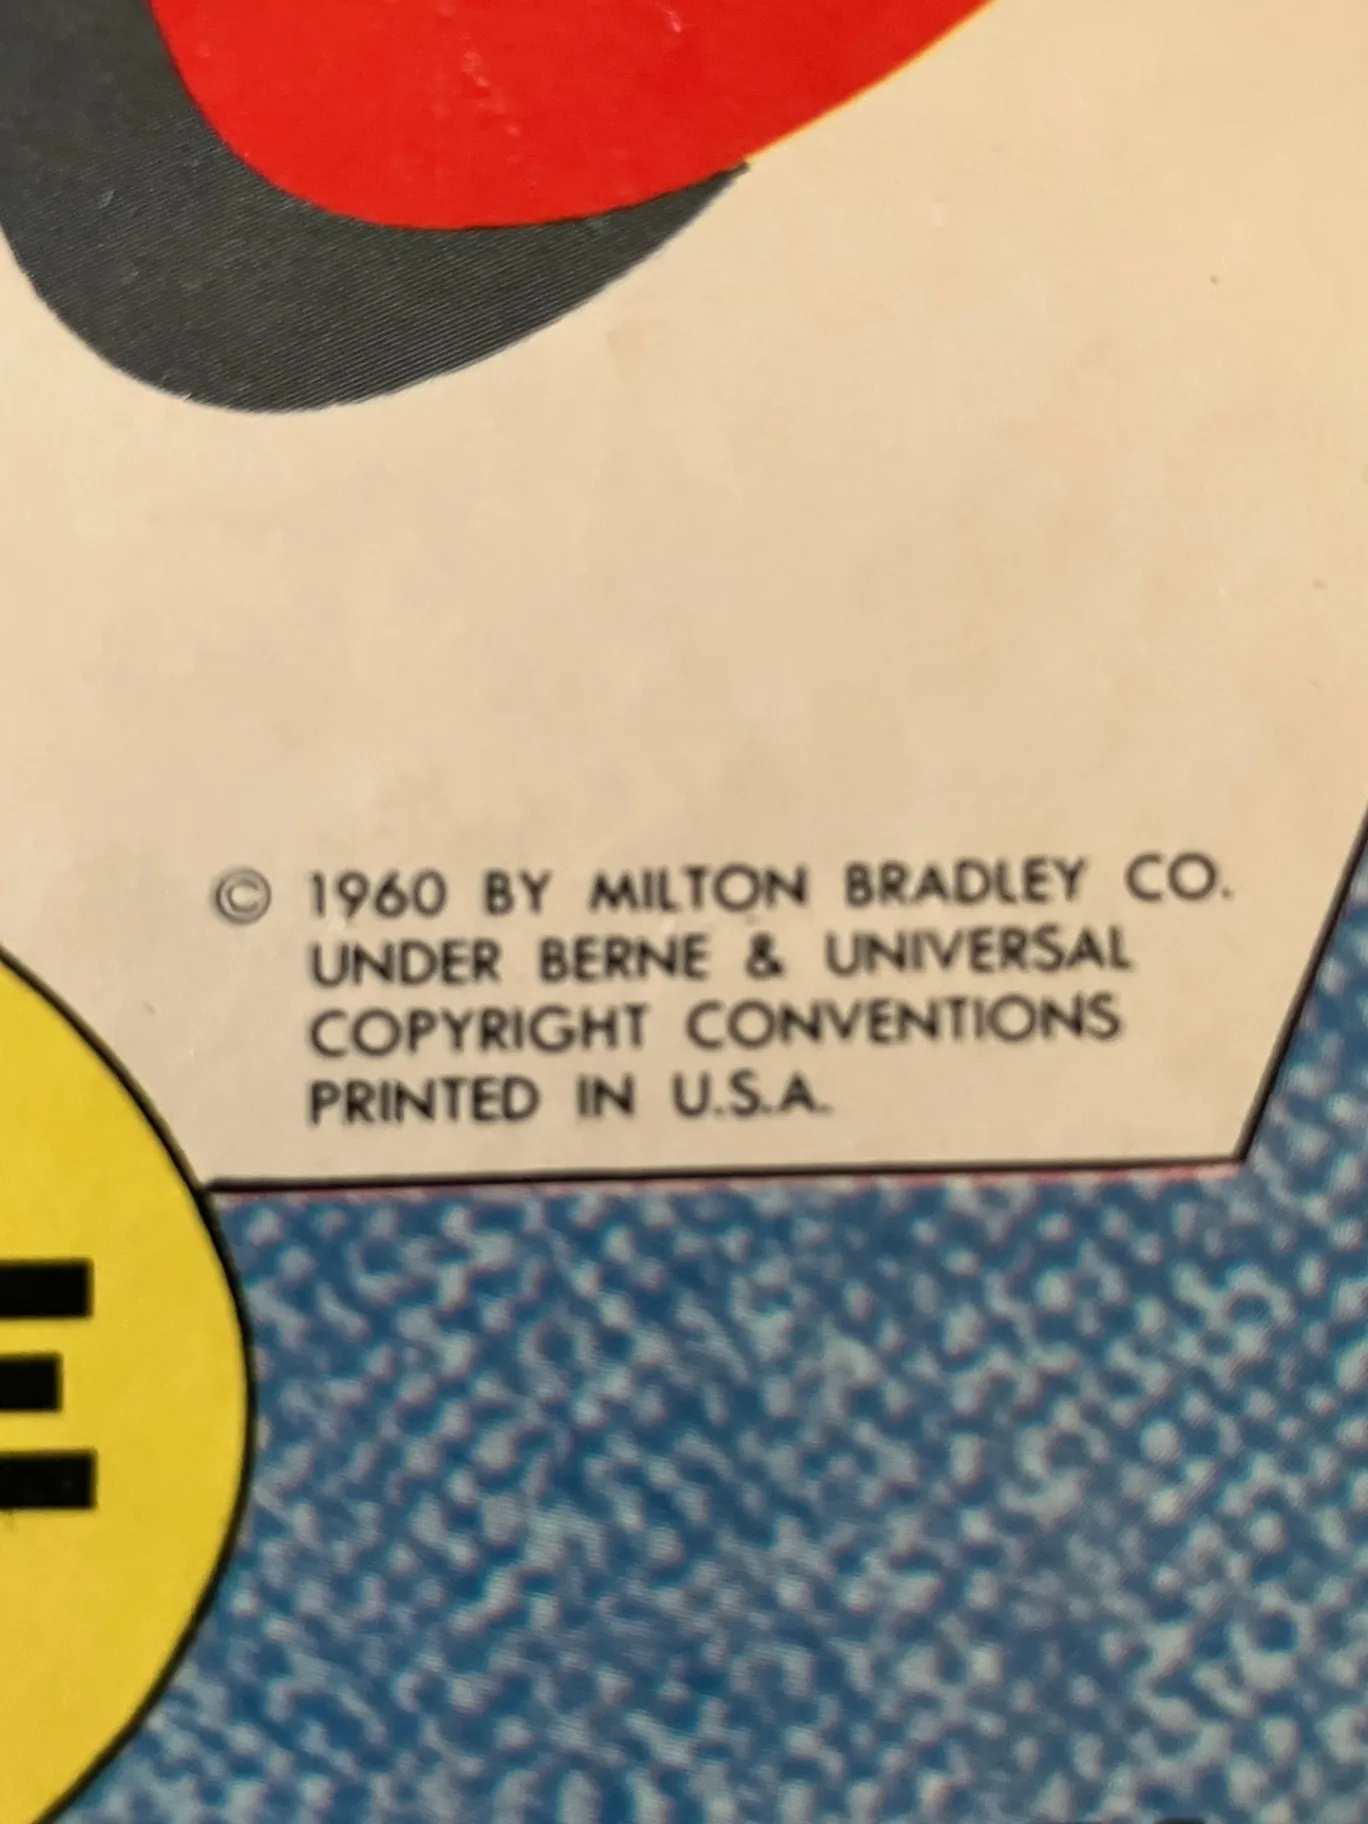 © 1960 BY MILTON BRADLEY CO.
UNDER BERNE & UNIVERSAL
COPYRIGHT CONVENTIONS
PRINTED IN U.S.A.
E